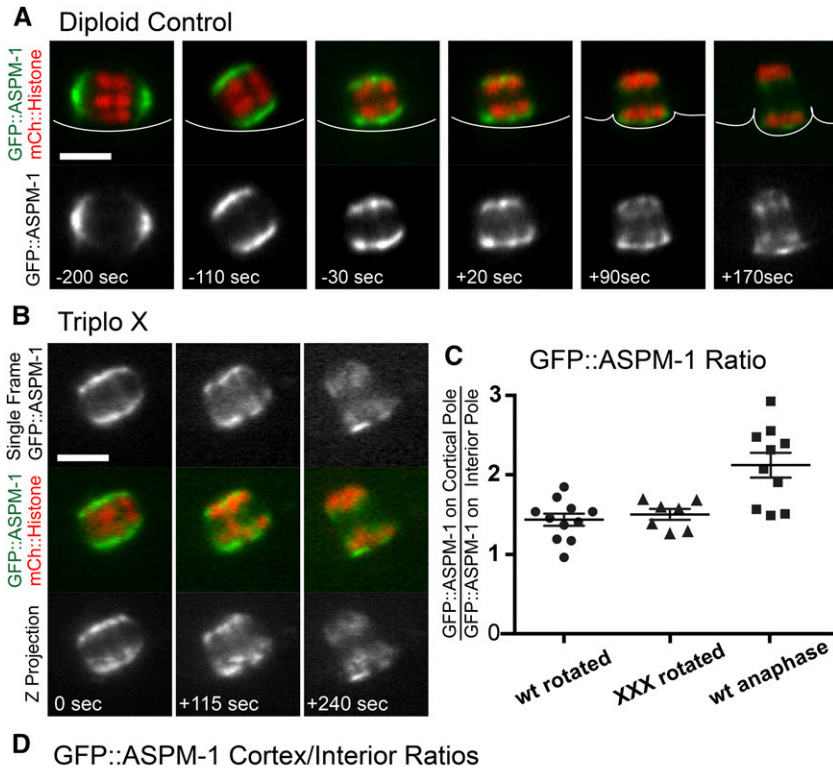 A Diploid Control
GFP::ASPM-1
mCh::Histone
GFP::ASPM-1
-200 sec
-110 sec
-30 sec
+20 sec
+90sec
+170sec
B Triplo X
Single Frame
GFP::ASPM-1
GFP::ASPM-1
mCh::Histone
Z Projection
0 sec
+115 sec
+240 sec
C GFP::ASPM-1 Ratio
GFP::ASPM-1 on Cortical Pole
GFP::ASPM-1 on Interior Pole
3
2
1
0
wt rotated
XXX rotated
wt anaphase
D GFP::ASPM-1 Cortex/Interior Ratios